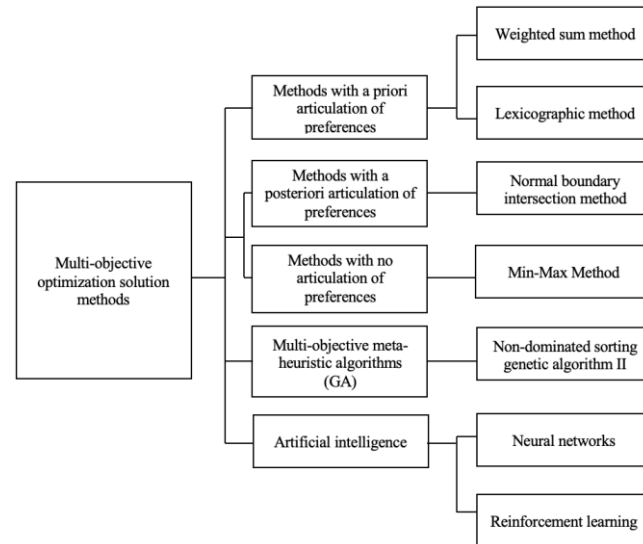 Multi-objective
optimization solution
methods
Methods with a priori
articulation of
preferences
Weighted sum method
Lexicographic method
Methods with a
posteriori articulation of
preferences
Normal boundary
intersection method
Methods with no
articulation of
preferences
Min-Max Method
Multi-objective meta-
heuristic algorithms
(GA)
Non-dominated sorting
genetic algorithm II
Artificial intelligence
Neural networks
Reinforcement learning